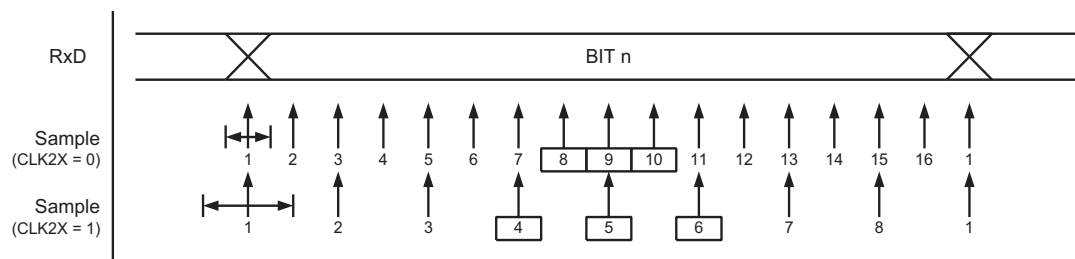 RxD BIT n
Sample
(CLK2X = 0)
1 2 3 4 5 6 7 8 9 10 11 12 13 14 15 16 1
Sample
(CLK2X = 1)
1 2 3 4 5 6 7 8 1